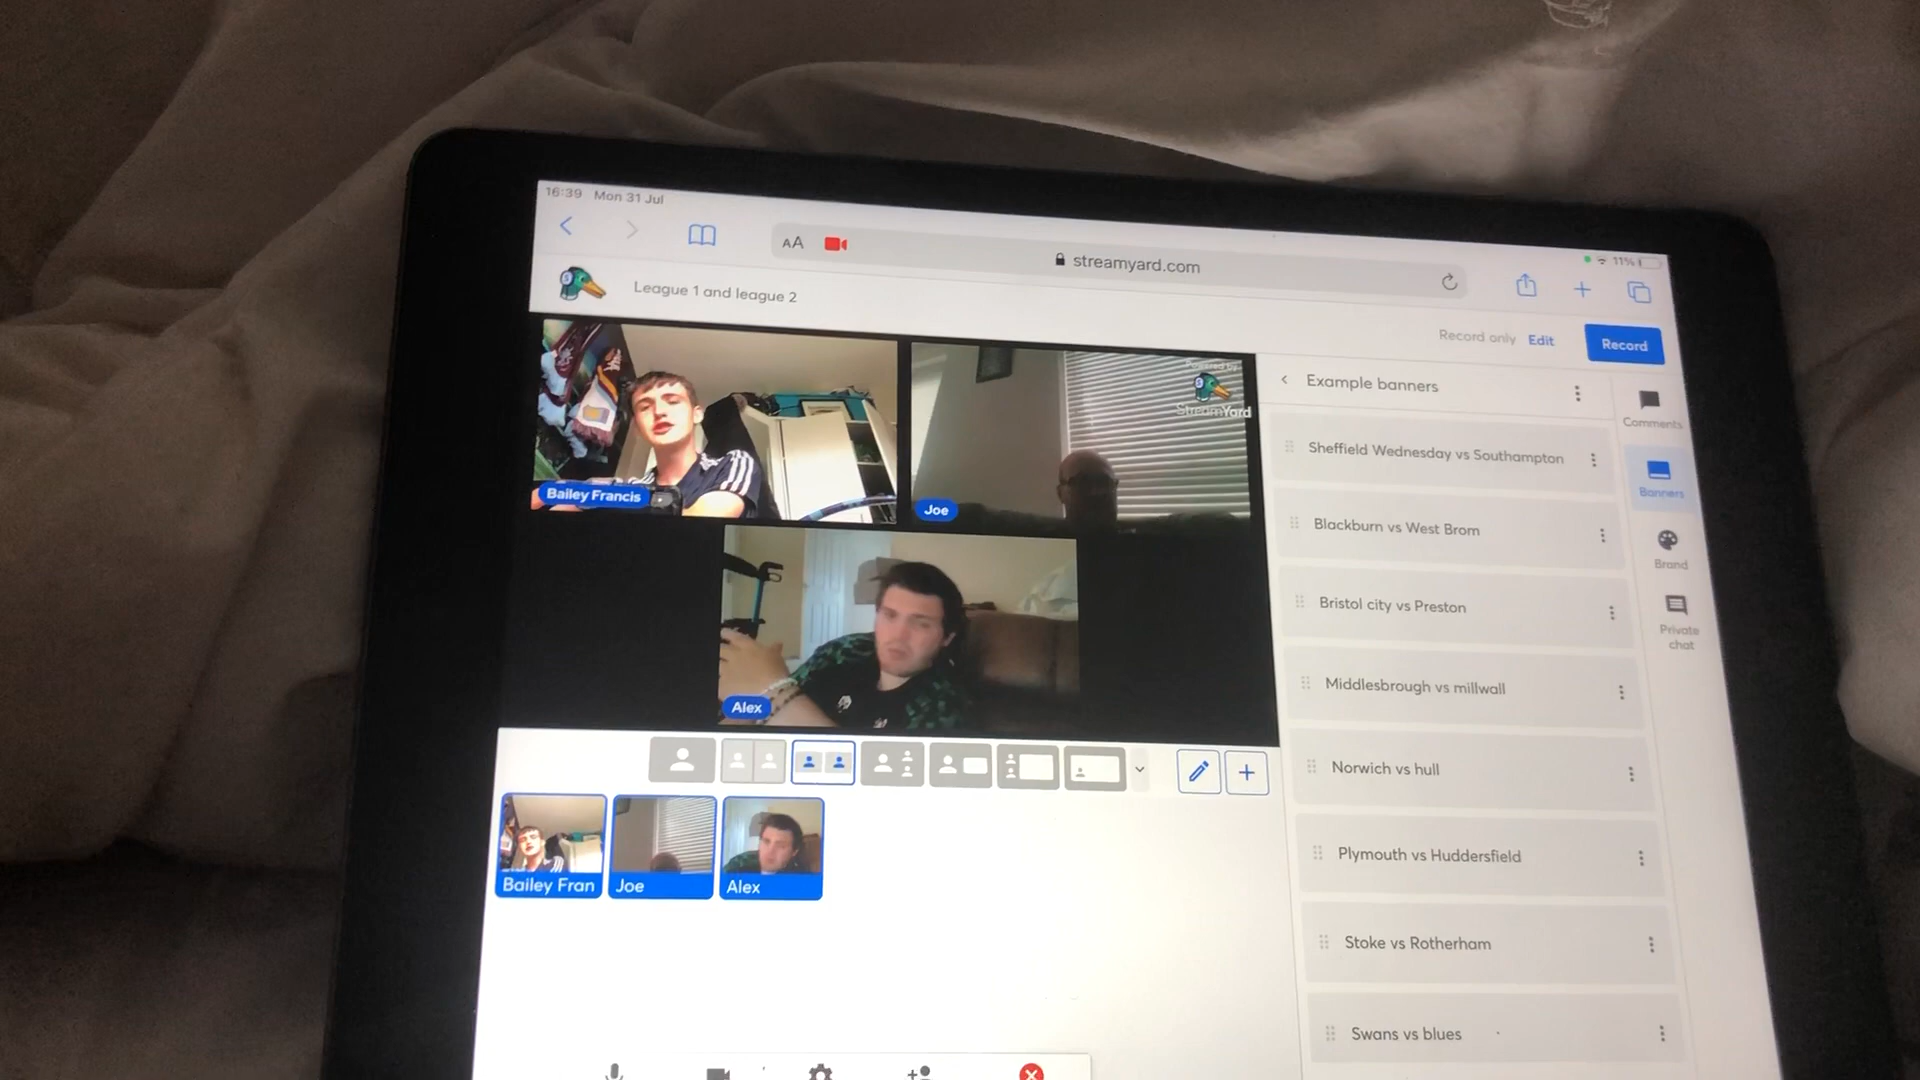 16:39 Mon 31 Jul
11%
AA
streamyard.com
League 1 and league 2
Record only Edit Record
Powered by
StreamYard
Bailey Francis
Joe
Alex
Bailey Fran
Joe
Alex
Example banners
Sheffield Wednesday vs Southampton
Blackburn vs West Brom
Bristol city vs Preston
Middlesbrough vs millwall
Norwich vs hull
Plymouth vs Huddersfield
Stoke vs Rotherham
Swans vs blues
Comments
Banners
Brand
Private
chat